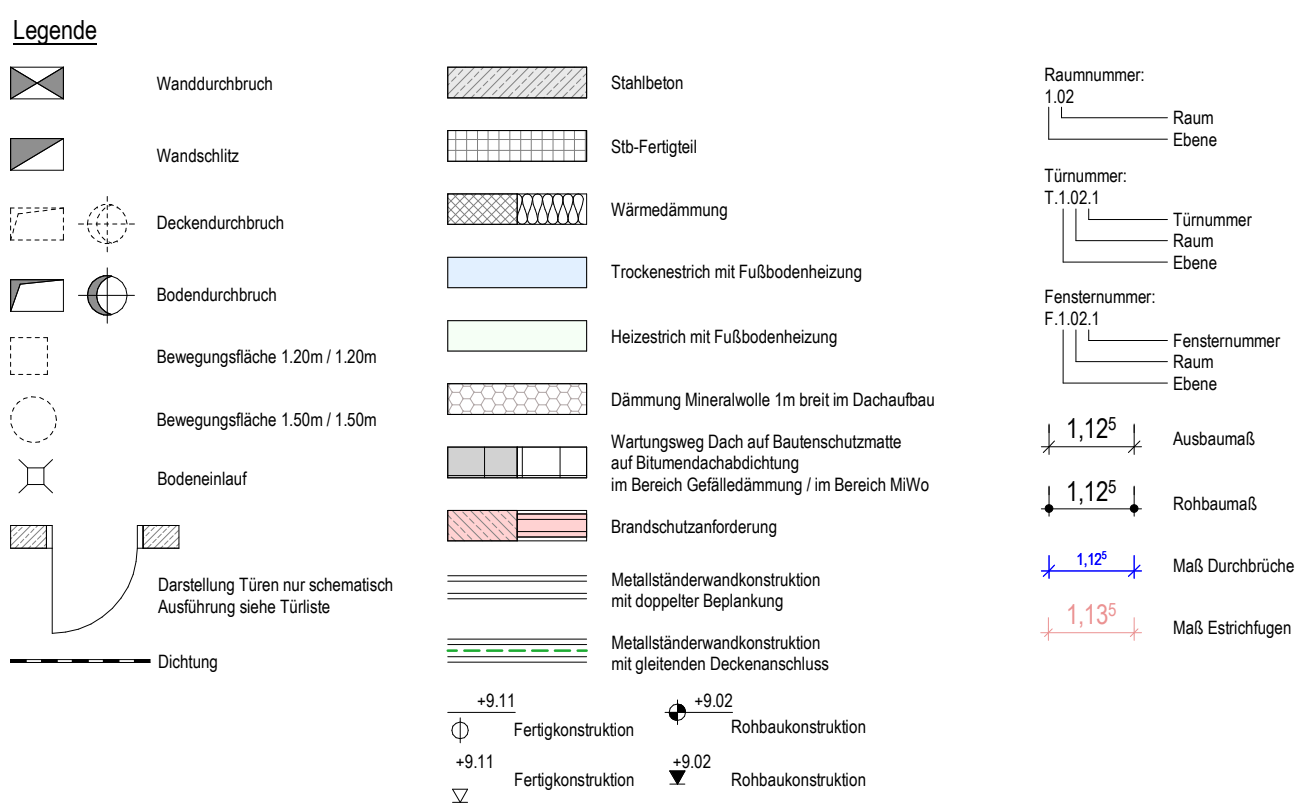 Legende
Wanddurchbruch
Wandschlitz
Deckendurchbruch
Bodendurchbruch
Bewegungsfläche 1.20m / 1.20m
Bewegungsfläche 1.50m / 1.50m
Bodeneinlauf
Darstellung Türen nur schematisch
Ausführung siehe Türliste
Dichtung
Stahlbeton
Stb-Fertigteil
Wärmedämmung
Trockenestrich mit Fußbodenheizung
Heizestrich mit Fußbodenheizung
Dämmung Mineralwolle 1m breit im Dachaufbau
Wartungsweg Dach auf Bautenschutzmatte
auf Bitumendachabdichtung
im Bereich Gefälledämmung / im Bereich MiWo
Brandschutzanforderung
Metallständerwandkonstruktion
mit doppelter Beplankung
Metallständerwandkonstruktion
mit gleitenden Deckenanschluss
+9.11
Fertigkonstruktion
+9.02
Rohbaukonstruktion
+9.11
Fertigkonstruktion
+9.02
Rohbaukonstruktion
Raumnummer:
1.02
Raum
Ebene
Türnummer:
T.1.02.1
Türnummer
Raum
Ebene
Fensternummer:
F.1.02.1
Fensternummer
Raum
Ebene
1,12⁵
Ausbaumaß
1,12⁵
Rohbaumaß
1,12⁵
Maß Durchbrüche
1,13⁵
Maß Estrichfugen